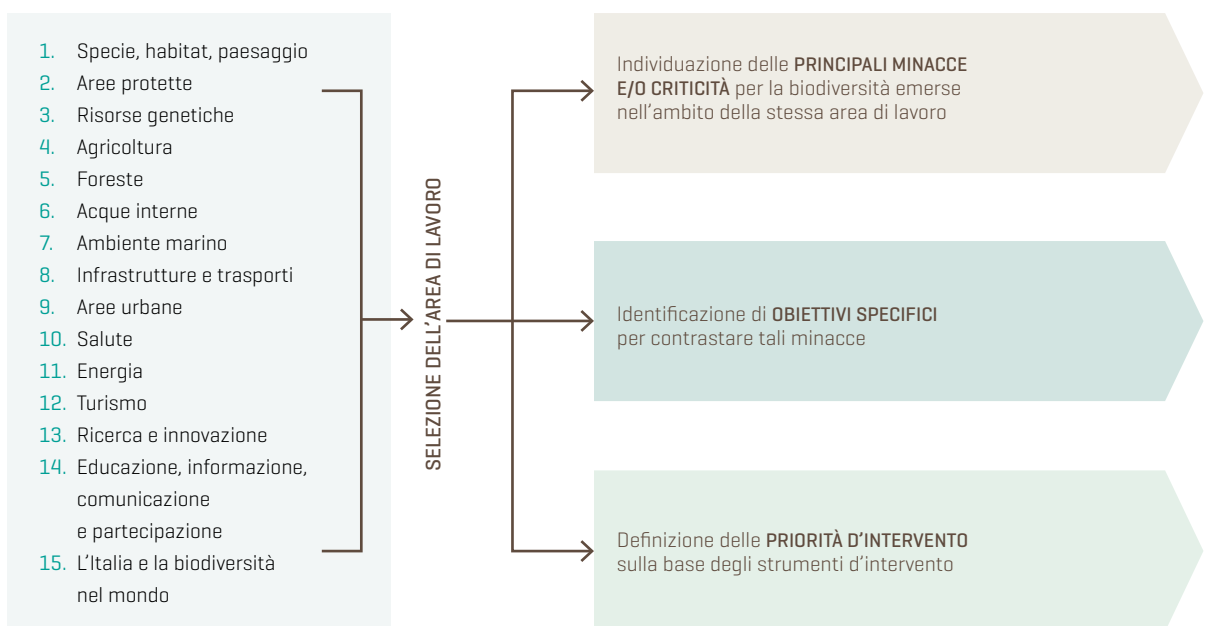 1. Specie, habitat, paesaggio
2. Aree protette
3. Risorse genetiche
4. Agricoltura
5. Foreste
6. Acque interne
7. Ambiente marino
8. Infrastrutture e trasporti
9. Aree urbane
10. Salute
11. Energia
12. Turismo
13. Ricerca e innovazione
14. Educazione, informazione,
comunicazione
e partecipazione
15. L'Italia e la biodiversità
nel mondo
SELEZIONE DELL'AREA DI LAVORO
Individuazione delle PRINCIPALI MINACCE
E/O CRITICITÀ per la biodiversità emerse
nell'ambito della stessa area di lavoro
Identificazione di OBIETTIVI SPECIFICI
per contrastare tali minacce
Definizione delle PRIORITÀ D'INTERVENTO
sulla base degli strumenti d'intervento